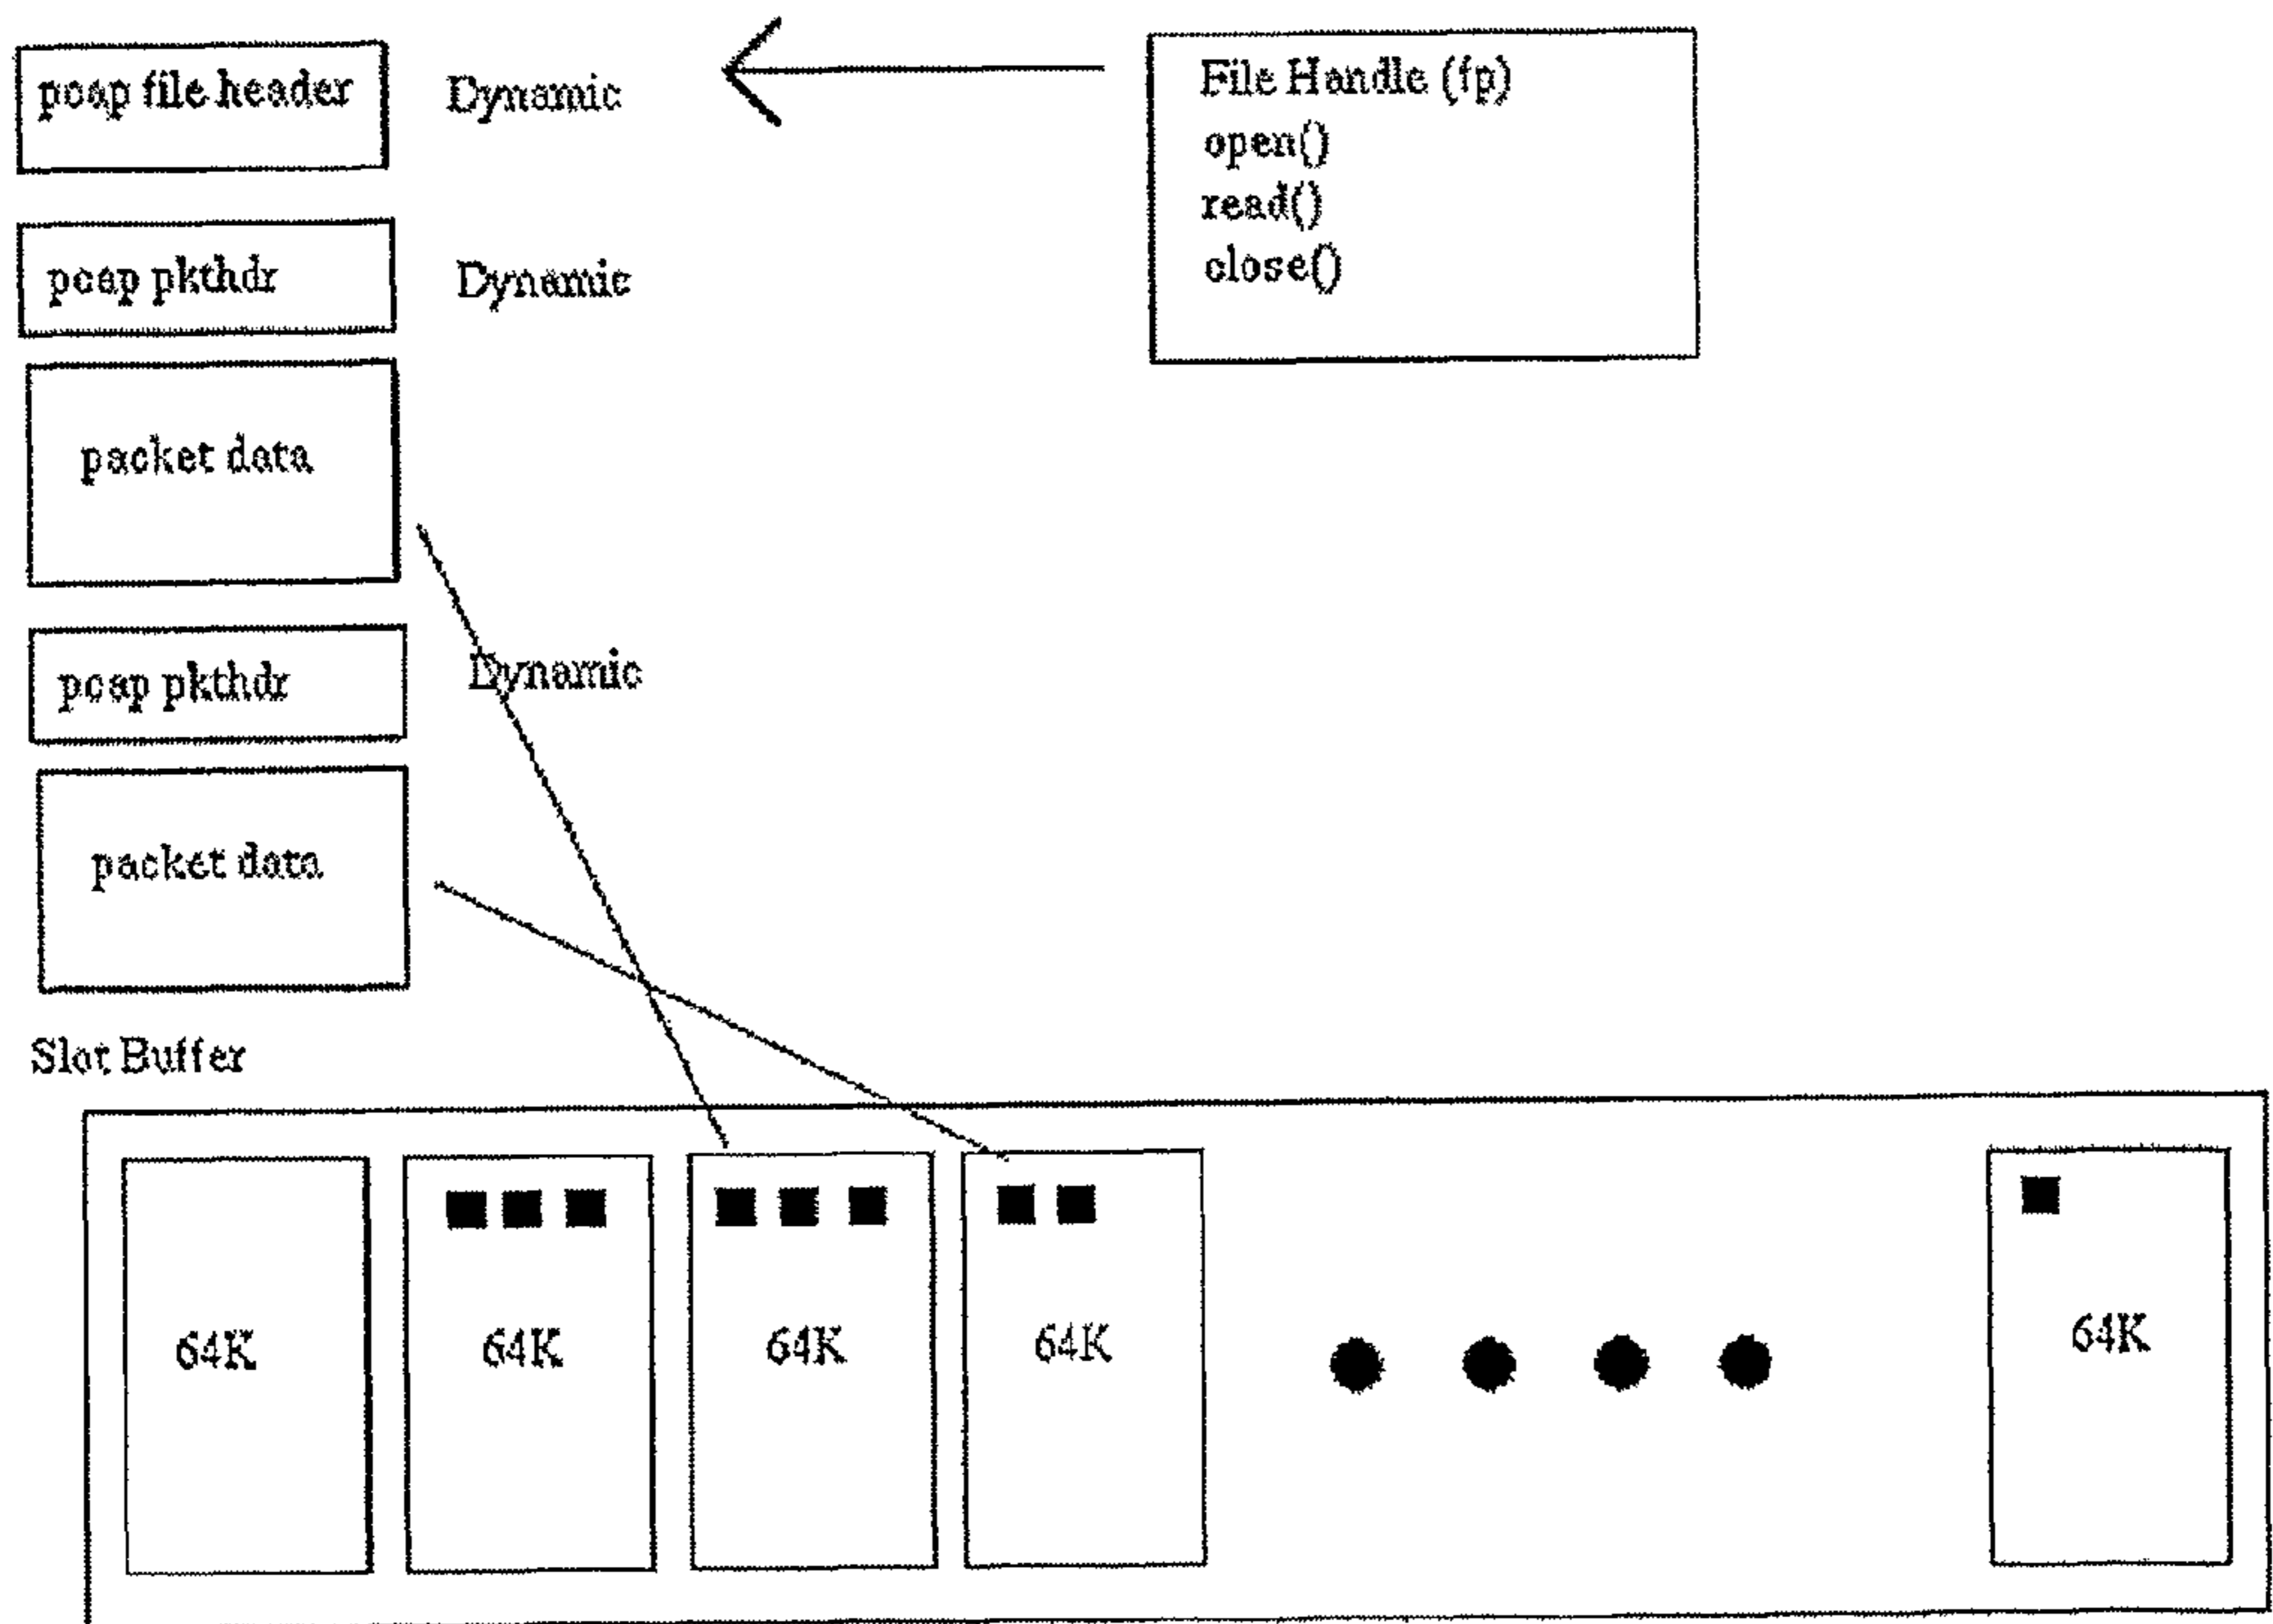 pcap file header
Dynamic
File Handle (fp)
open()
read()
close()
pcap pkthdr
Dynamic
packet data
pcap pkthdr
Dynamic
packet data
Slot Buffer
64K
64K
64K
64K
64K